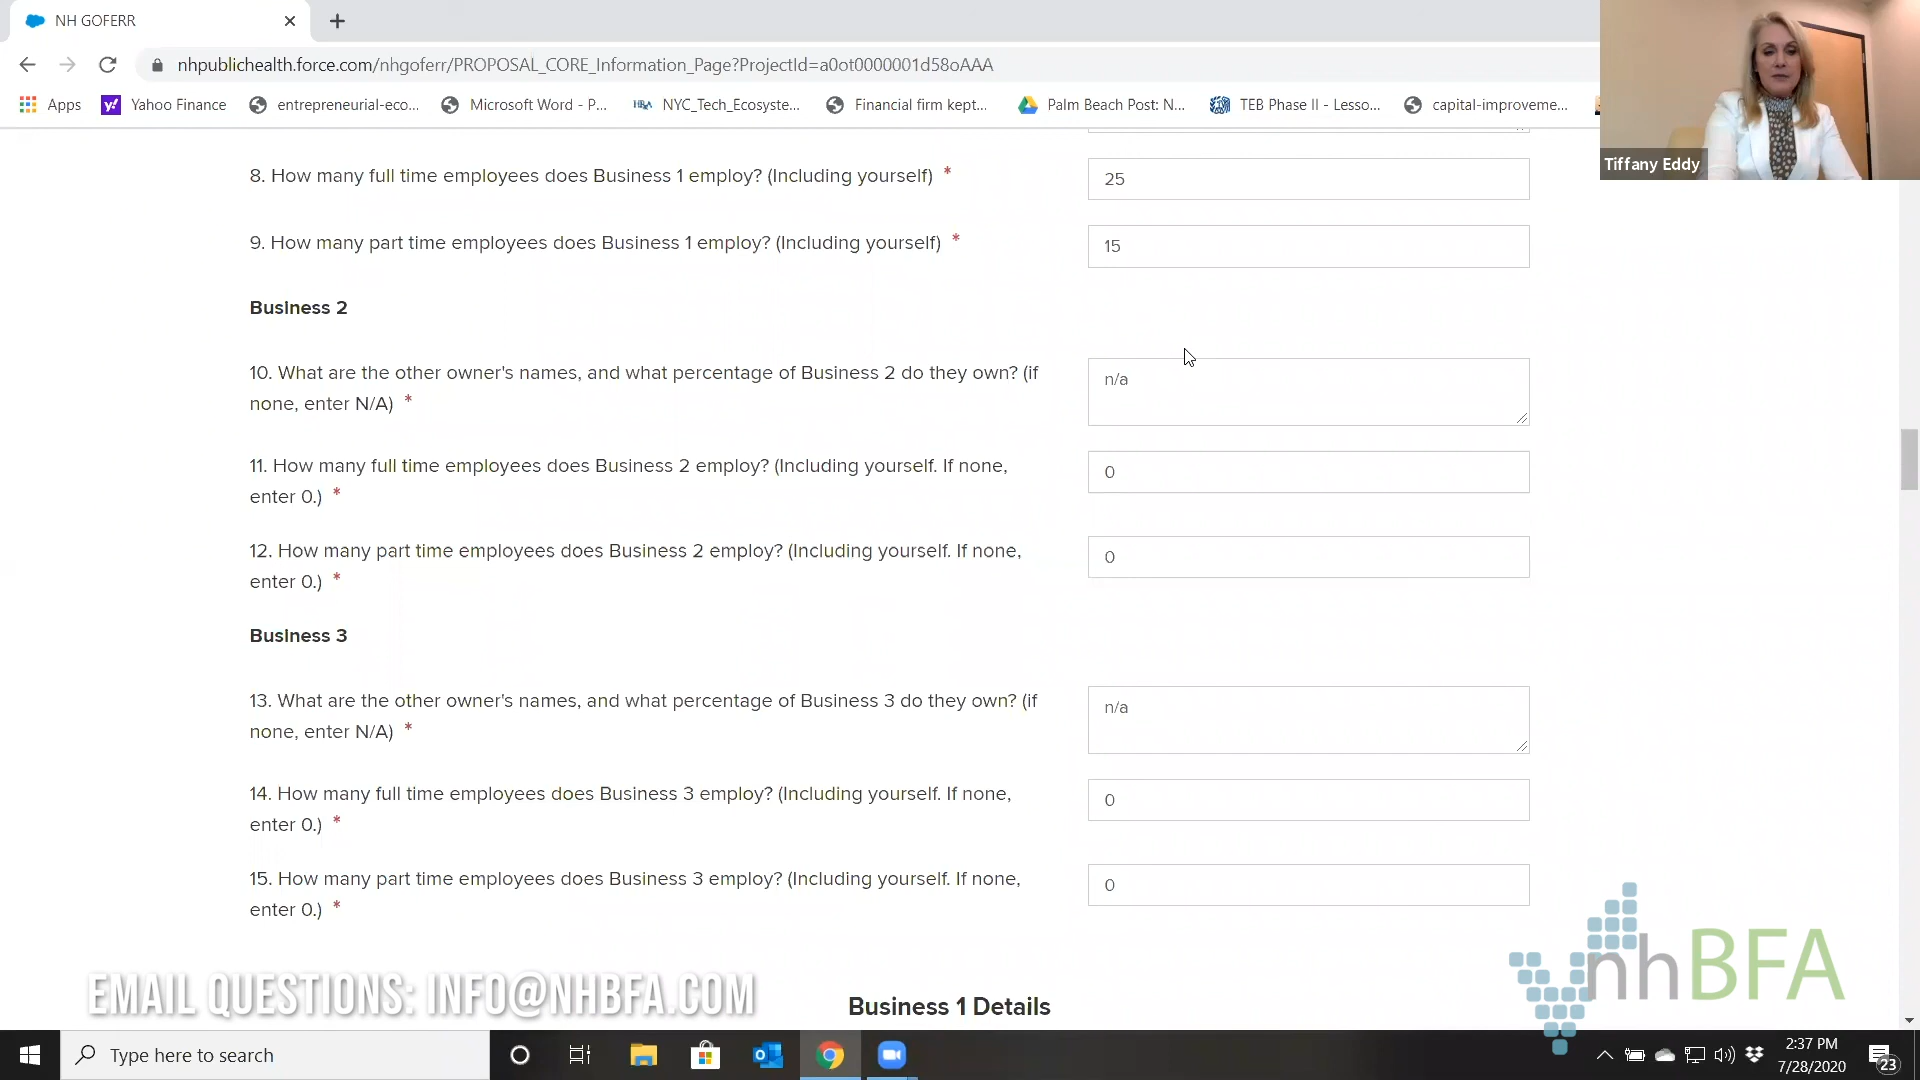 NH GOFERR
nhpublichealth.force.com/nhgoferr/PROPOSAL_CORE_Information_Page?ProjectId=a0ot0000001d58oAAA
Apps
Yahoo Finance
entrepreneurial-eco...
Microsoft Word - P...
NYC_Tech_Ecosyste...
Financial firm kept...
Palm Beach Post: N...
TEB Phase II - Lesso...
capital-improveme...
Tiffany Eddy
8. How many full time employees does Business 1 employ? (Including yourself) *
25
9. How many part time employees does Business 1 employ? (Including yourself) *
15
Business 2
10. What are the other owner's names, and what percentage of Business 2 do they own? (if
none, enter N/A) *
n/a
11. How many full time employees does Business 2 employ? (Including yourself. If none,
enter 0.) *
0
12. How many part time employees does Business 2 employ? (Including yourself. If none,
enter 0.) *
0
Business 3
13. What are the other owner's names, and what percentage of Business 3 do they own? (if
none, enter N/A) *
n/a
14. How many full time employees does Business 3 employ? (Including yourself. If none,
enter 0.) *
0
15. How many part time employees does Business 3 employ? (Including yourself. If none,
enter 0.) *
0
EMAIL QUESTIONS: INFO@NHBFA.COM
Business 1 Details
nhBFA
Type here to search
2:37 PM
7/28/2020
23